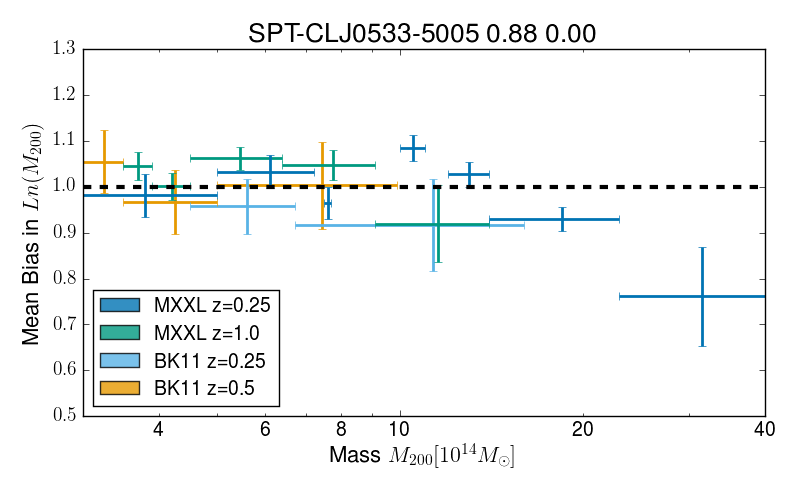 SPT-CLJ0533-5005 0.88 0.00
1.3
1.2
1.1
1.0
0.9
0.8
0.7
0.6
0.5
Mean Bias in Ln(M₂₀₀)
MXXL z=0.25
MXXL z=1.0
BK11 z=0.25
BK11 z=0.5
4 6 8 10 20 40
Mass M₂₀₀[10¹⁴M☉]